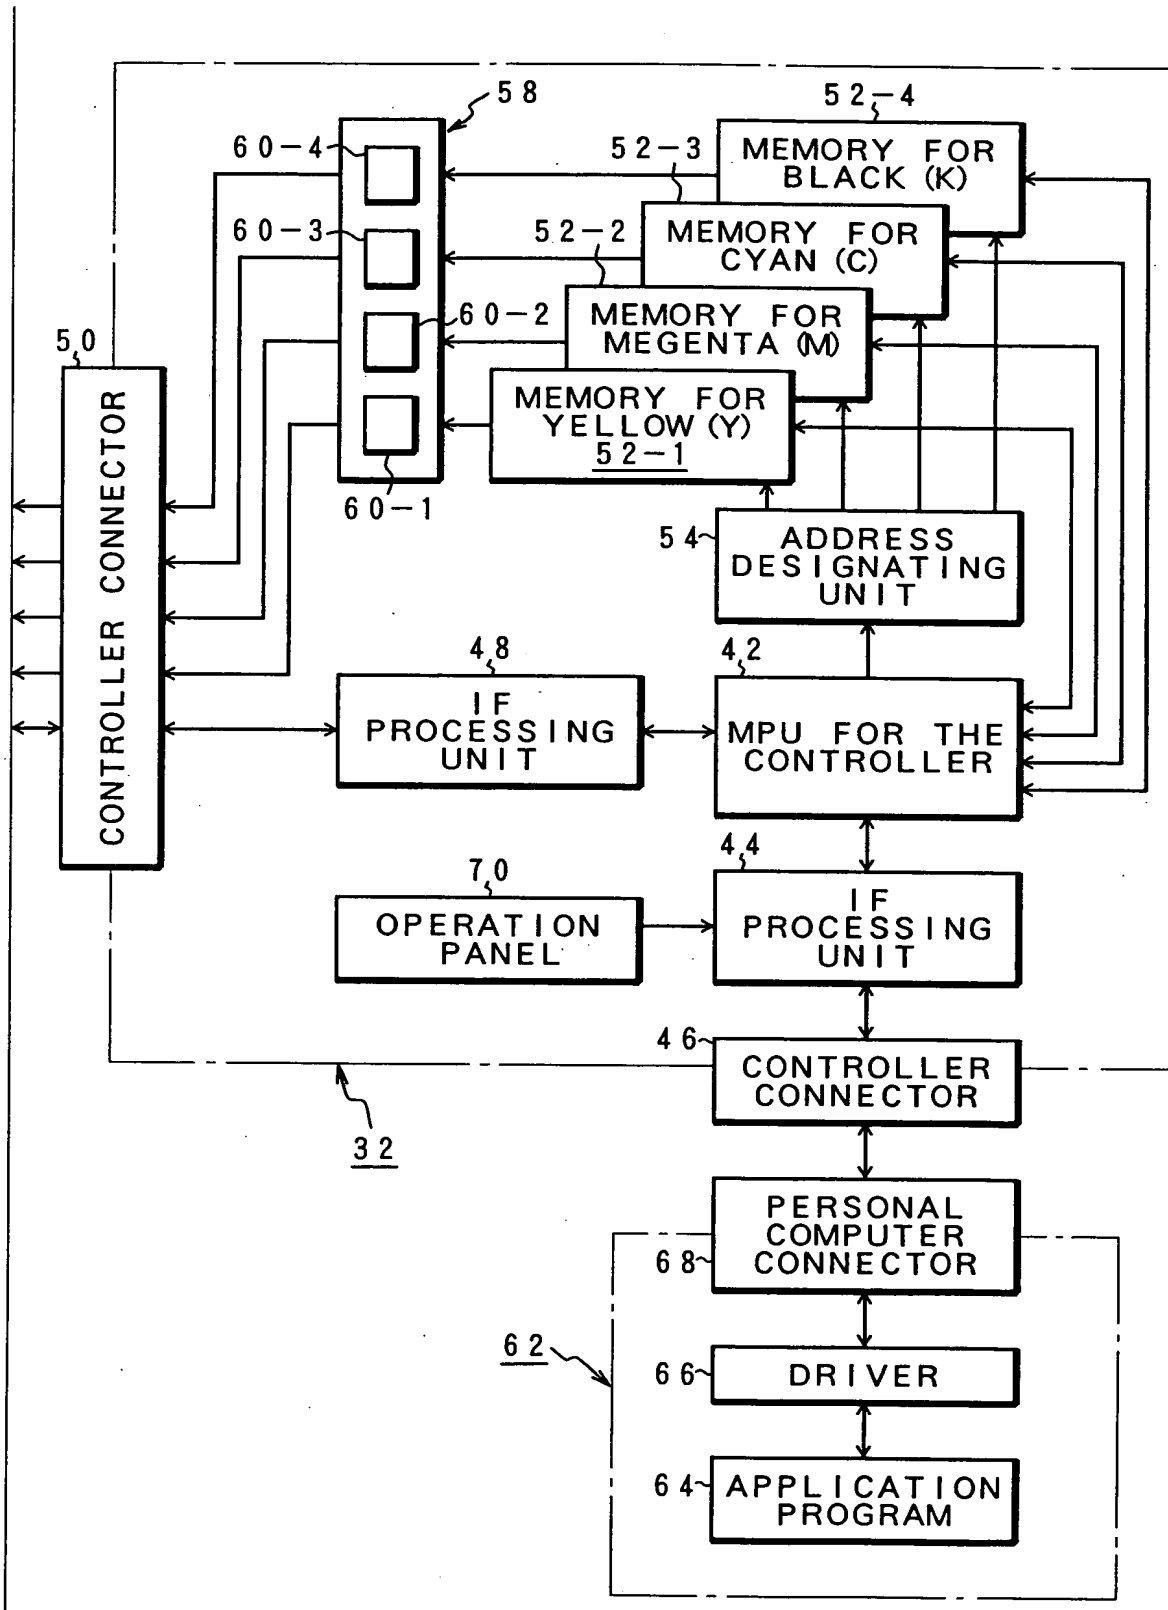 58
52-4
60-4
52-3
MEMORY FOR
BLACK (K)
60-3
52-2
MEMORY FOR
CYAN (C)
60-2
MEMORY FOR
MEGENTA (M)
50
MEMORY FOR
YELLOW (Y)
52-1
60-1
CONTROLLER CONNECTOR
54
ADDRESS
DESIGNATING
UNIT
48
IF
PROCESSING
UNIT
42
MPU FOR THE
CONTROLLER
44
IF
PROCESSING
UNIT
70
OPERATION
PANEL
46
CONTROLLER
CONNECTOR
32
PERSONAL
COMPUTER
CONNECTOR
68
62
66
DRIVER
64
APPLICATION
PROGRAM